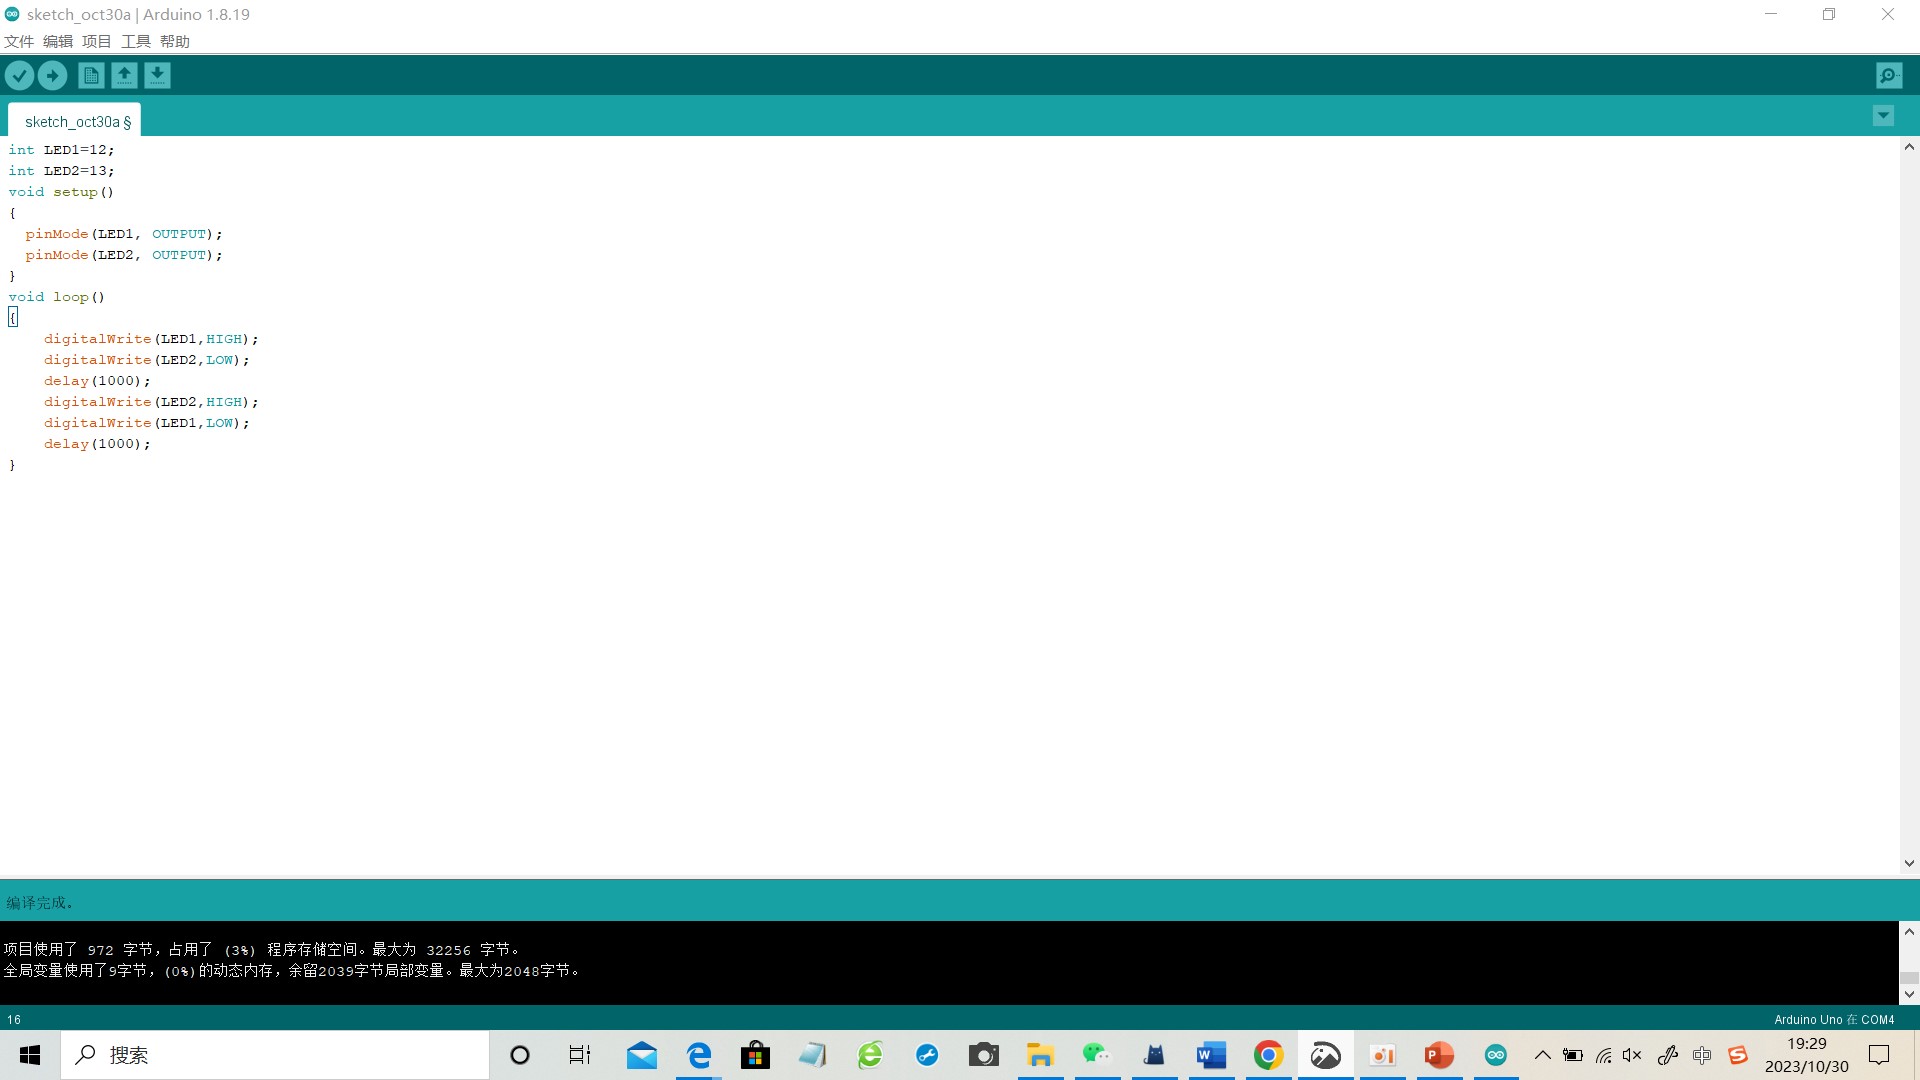 sketch_oct30a | Arduino 1.8.19
文件 编辑 项目 工具 帮助
sketch_oct30a §
int LED1=12;
int LED2=13;
void setup()
{
  pinMode(LED1, OUTPUT);
  pinMode(LED2, OUTPUT);
}
void loop()
{
    digitalWrite(LED1,HIGH);
    digitalWrite(LED2,LOW);
    delay(1000);
    digitalWrite(LED2,HIGH);
    digitalWrite(LED1,LOW);
    delay(1000);
}
编译完成。
项目使用了 972 字节，占用了 (3%) 程序存储空间。最大为 32256 字节。
全局变量使用了9字节，(0%)的动态内存，余留2039字节局部变量。最大为2048字节。
16
Arduino Uno 在 COM4
搜索
中
19:29
2023/10/30